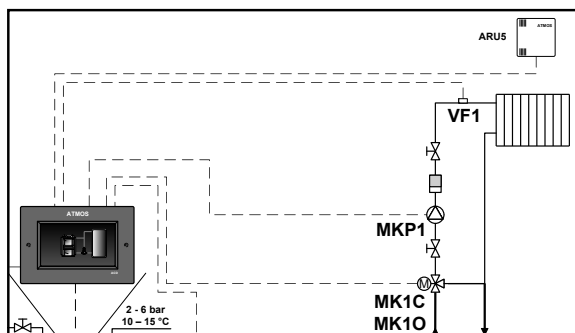 ATMOS
ARU5
VF1
ATMOS
MKP1
M
MK1C
MK1O
2 - 6 bar
10 – 15 °C